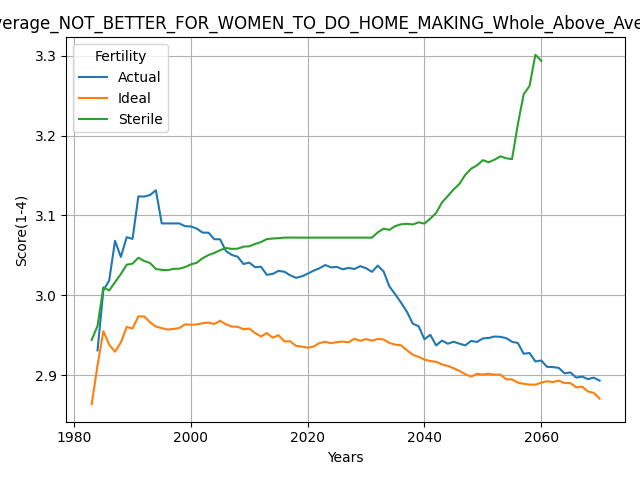 verage_NOT_BETTER_FOR_WOMEN_TO_DO_HOME_MAKING_Whole_Above_Ave
Fertility
Actual
Ideal
Sterile
3.3
3.2
3.1
3.0
2.9
Score(1-4)
1980 2000 2020 2040 2060
Years